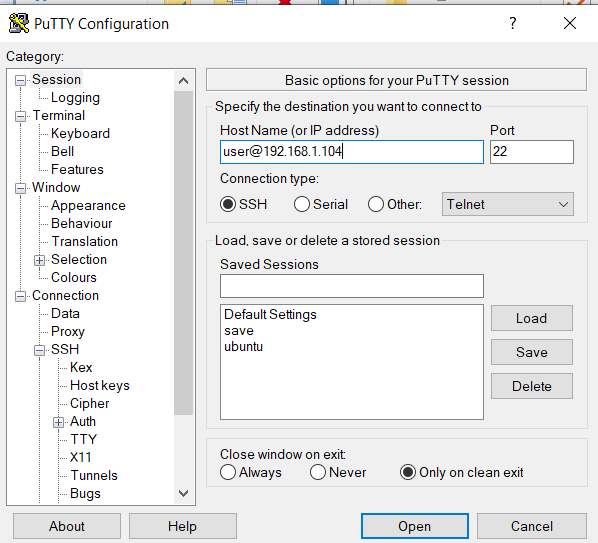 PuTTY Configuration
?
Category:
Session
Logging
Terminal
Keyboard
Bell
Features
Window
Appearance
Behaviour
Translation
Selection
Colours
Connection
Data
Proxy
SSH
Kex
Host keys
Cipher
Auth
TTY
X11
Tunnels
Bugs
Basic options for your PuTTY session
Specify the destination you want to connect to
Host Name (or IP address) Port
user@192.168.1.104 22
Connection type:
SSH Serial Other: Telnet
Load, save or delete a stored session
Saved Sessions
Default Settings
save
ubuntu
Load
Save
Delete
Close window on exit:
Always Never Only on clean exit
About Help Open Cancel